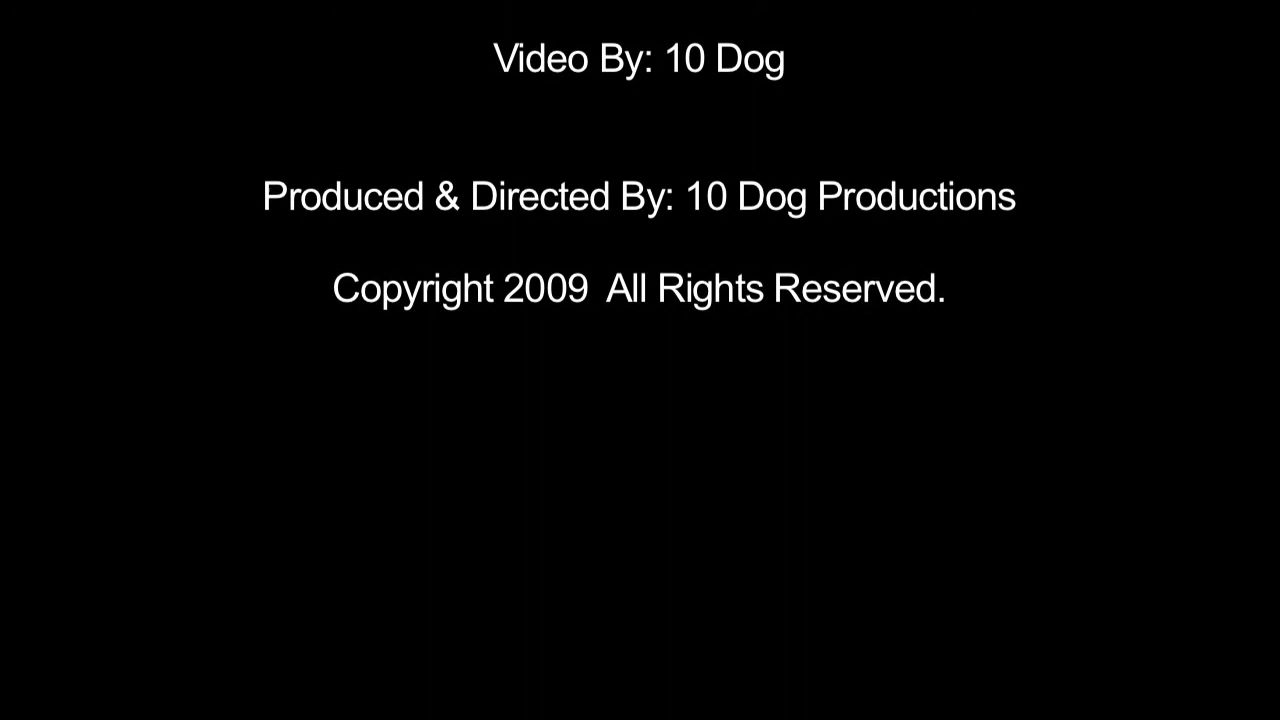 Video By: 10 Dog
Produced & Directed By: 10 Dog Productions
Copyright 2009  All Rights Reserved.